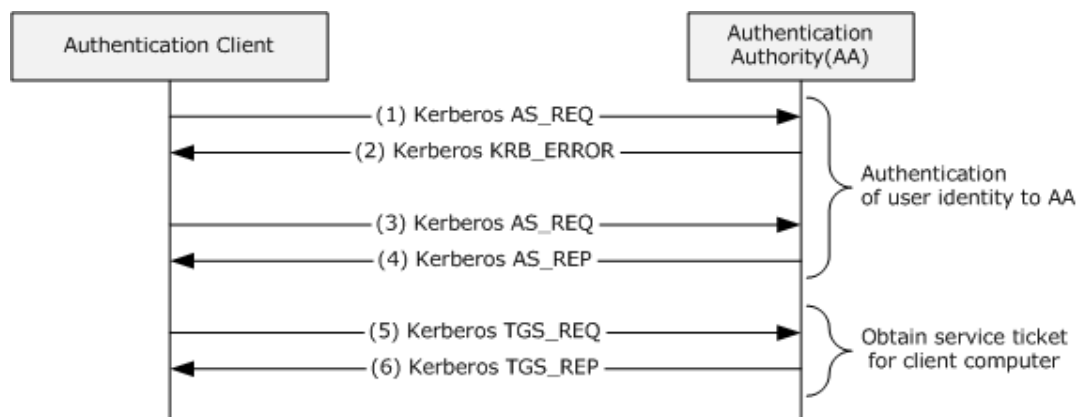 Authentication Client
Authentication
Authority(AA)
(1) Kerberos AS_REQ
(2) Kerberos KRB_ERROR
Authentication
of user identity to AA
(3) Kerberos AS_REQ
(4) Kerberos AS_REP
(5) Kerberos TGS_REQ
(6) Kerberos TGS_REP
Obtain service ticket
for client computer